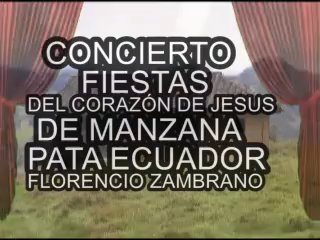 CONCIERTO
FIESTAS
DEL CORAZÓN DE JESUS
DE MANZANA
PATA ECUADOR
FLORENCIO ZAMBRANO